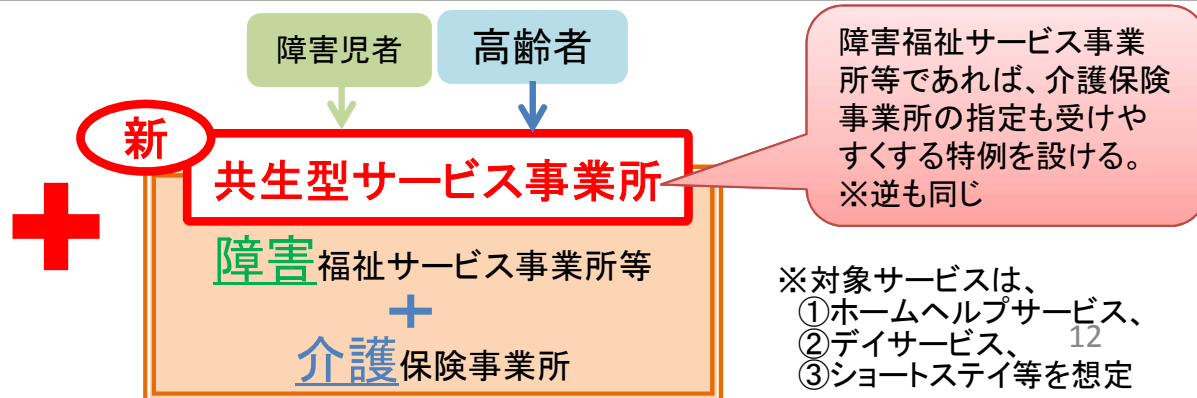 障害児者
高齢者
新
共生型サービス事業所
障害福祉サービス事業所等
+
介護保険事業所
障害福祉サービス事業
所等であれば、介護保険
事業所の指定も受けや
すくする特例を設ける。
※逆も同じ
※対象サービスは、
①ホームヘルプサービス、
②デイサービス、
③ショートステイ等を想定
12